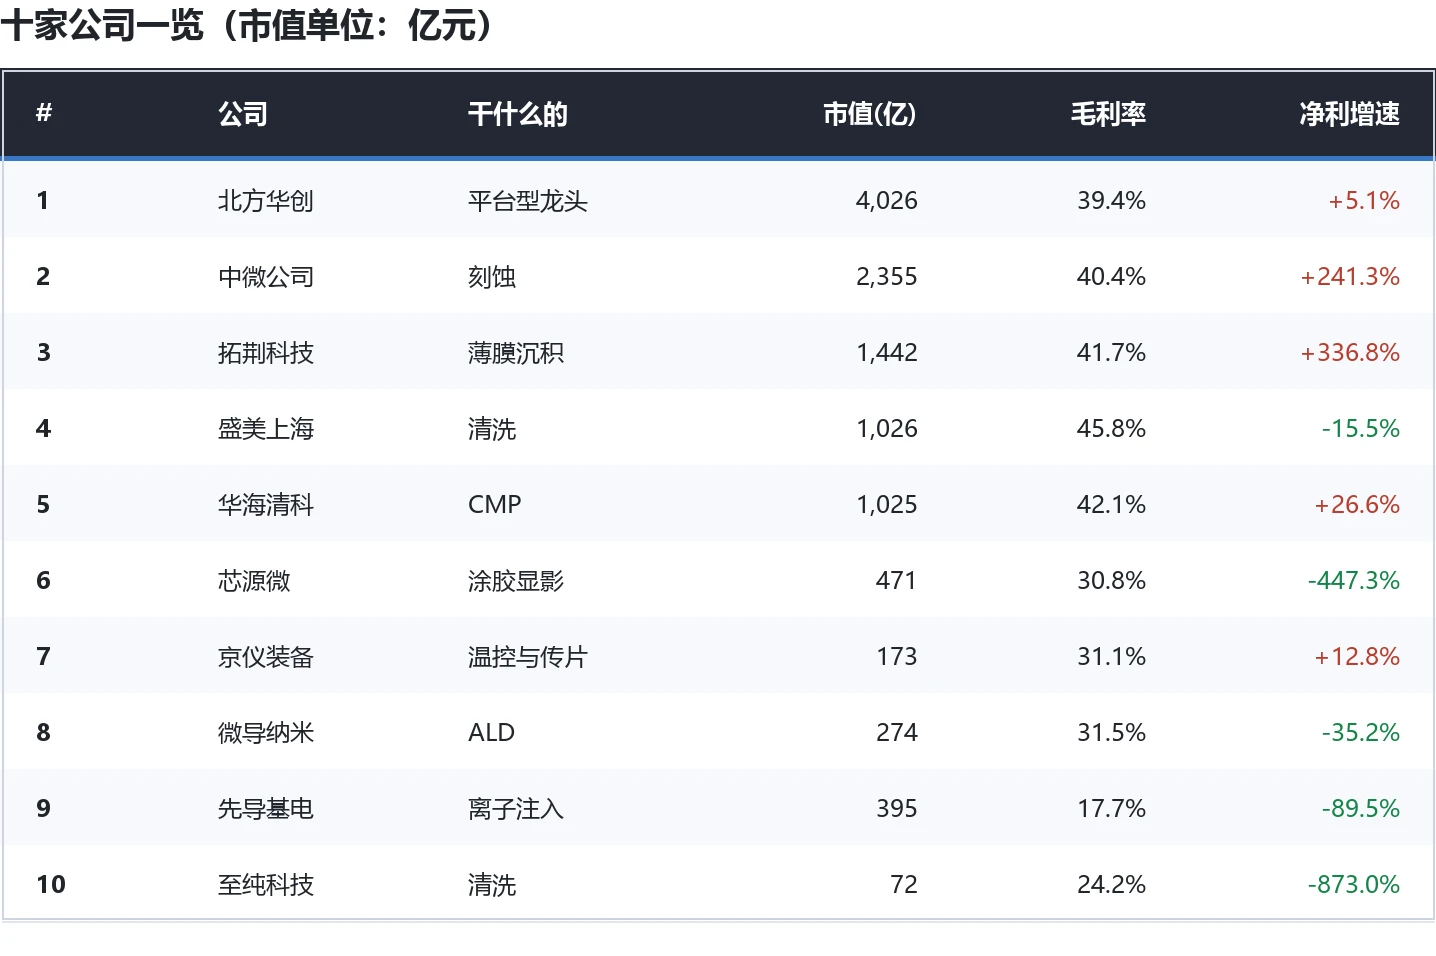 十家公司一览（市值单位：亿元）
# 公司 干什么的 市值(亿) 毛利率 净利增速
1 北方华创 平台型龙头 4,026 39.4% +5.1%
2 中微公司 刻蚀 2,355 40.4% +241.3%
3 拓荆科技 薄膜沉积 1,442 41.7% +336.8%
4 盛美上海 清洗 1,026 45.8% -15.5%
5 华海清科 CMP 1,025 42.1% +26.6%
6 芯源微 涂胶显影 471 30.8% -447.3%
7 京仪装备 温控与传片 173 31.1% +12.8%
8 微导纳米 ALD 274 31.5% -35.2%
9 先导基电 离子注入 395 17.7% -89.5%
10 至纯科技 清洗 72 24.2% -873.0%